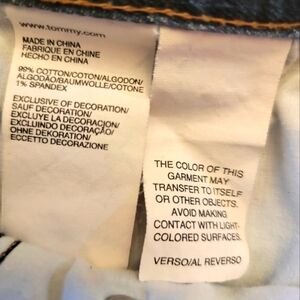 www.tommy.com
MADE IN CHINA
FABRIQUE EN CHINE
HECHO EN CHINA
99% COTTON/COTON/ALGODON/
ALGODÃO/BAUMWOLLE/COTONE
1% SPANDEX
EXCLUSIVE OF DECORATION/
SAUF DECORATION/
EXCLUYE LA DECORACION/
EXCLUINDO DECORAÇÃO/
OHNE DEKORATION/
ECCETTO DECORAZIONE
THE COLOR OF THIS
GARMENT MAY
TRANSFER TO ITSELF
OR OTHER OBJECTS.
AVOID MAKING
CONTACT WITH LIGHT-
COLORED SURFACES.
VERSO/AL REVERSO